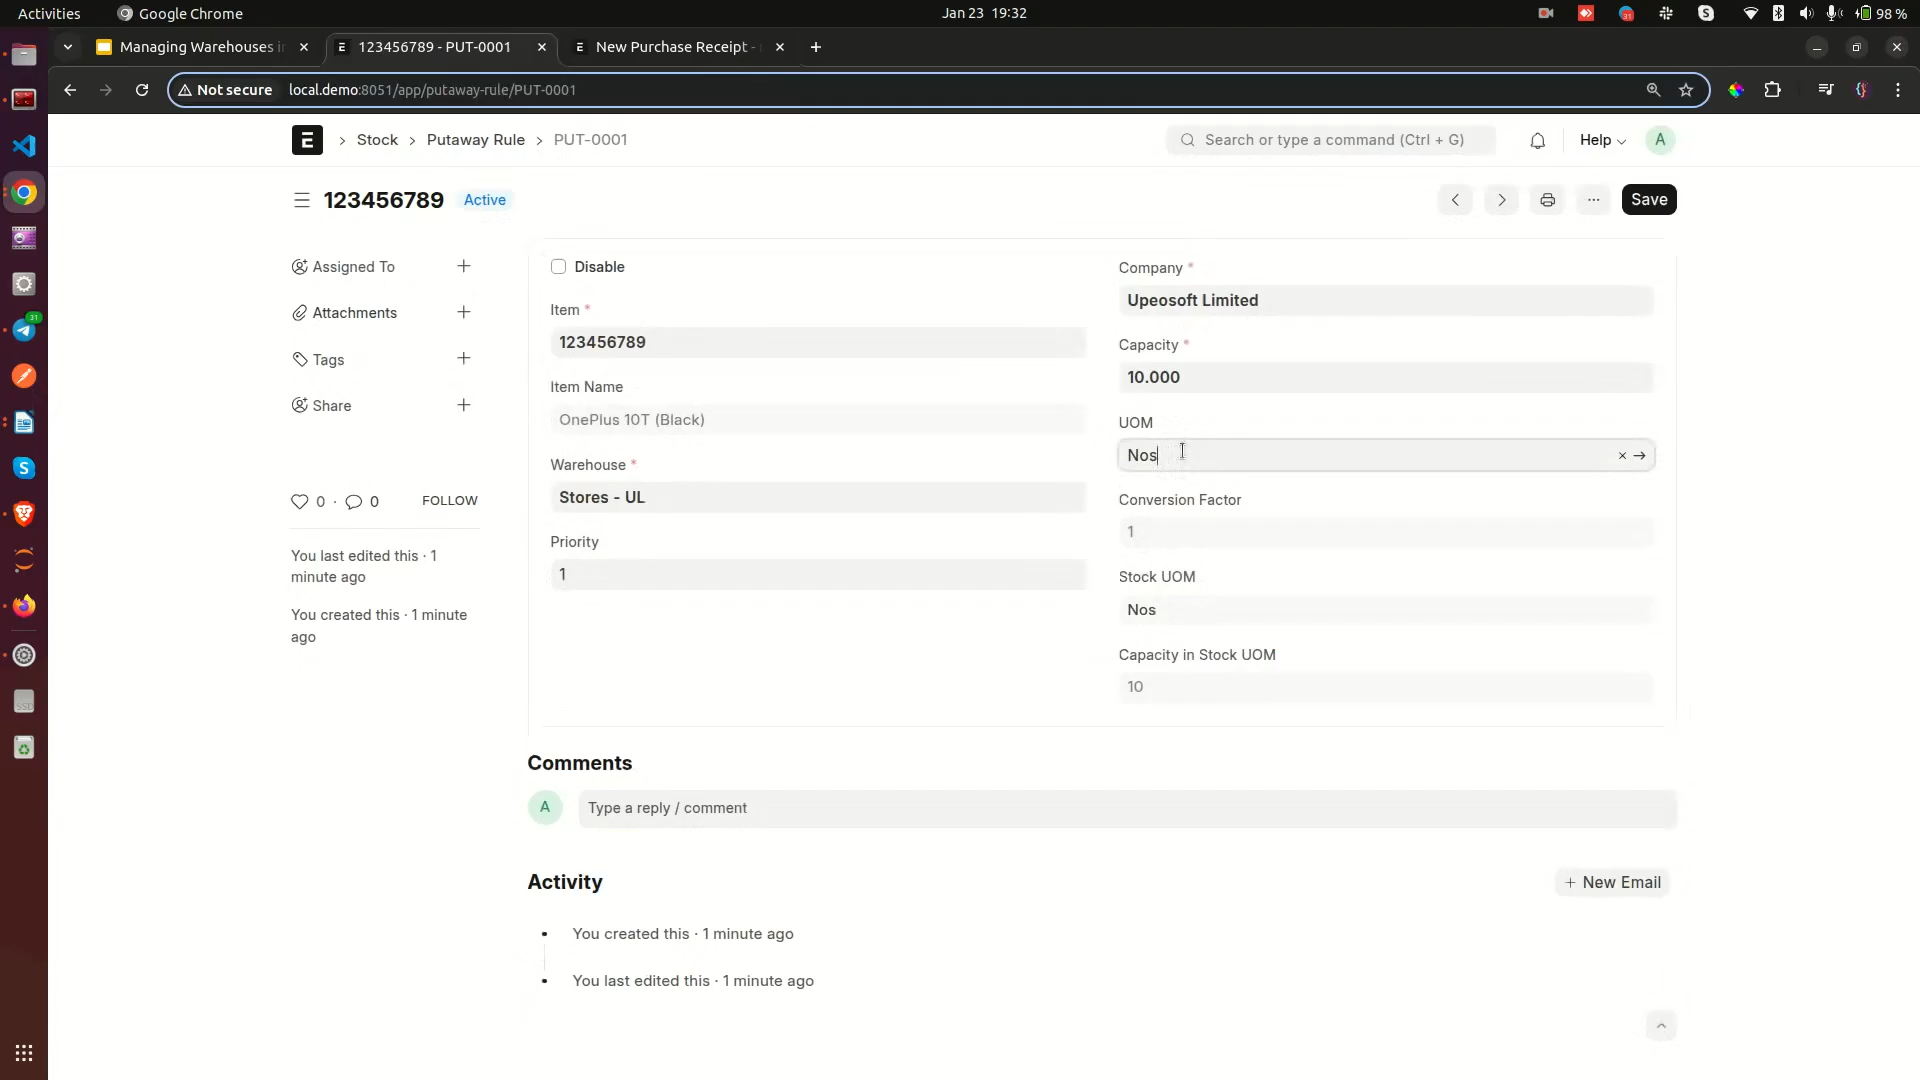 Activities
Google Chrome
Jan 23 19:32
31
98 %
Managing Warehouses i
123456789 - PUT-0001
New Purchase Receipt -
Not secure
local.demo:8051/app/putaway-rule/PUT-0001
E
Stock
Putaway Rule
PUT-0001
Search or type a command (Ctrl + G)
Help
A
123456789
Active
Save
Assigned To
Attachments
Tags
Share
0 · 0
FOLLOW
You last edited this · 1
minute ago
You created this · 1 minute
ago
Disable
Item *
123456789
Item Name
OnePlus 10T (Black)
Warehouse *
Stores - UL
Priority
1
Company *
Upeosoft Limited
Capacity *
10.000
UOM
Nos
Conversion Factor
1
Stock UOM
Nos
Capacity in Stock UOM
10
Comments
A
Type a reply / comment
Activity
+ New Email
You created this · 1 minute ago
You last edited this · 1 minute ago
31
SSD